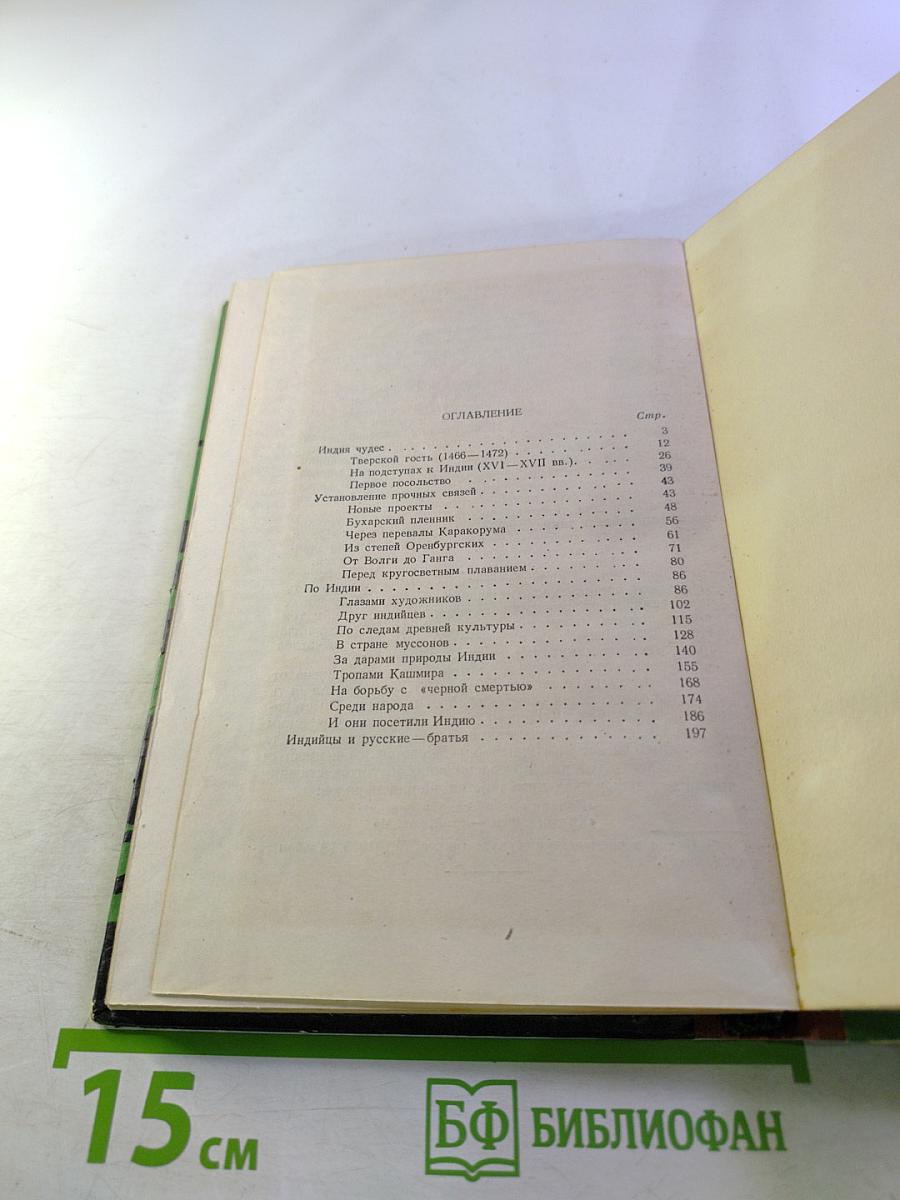 ОГЛАВЛЕНИЕ
Стр.
Индия чудес . . . . . . . . . . . . . . . . . 3
Тверской гость (1466—1472) . . . . . . . . 12
На подступах к Индии (XVI—XVII вв.). . . . 26
Первое посольство . . . . . . . . . . . 39
Установление прочных связей . . . . . . . . . . 43
Новые проекты . . . . . . . . . . . . . 43
Бухарский пленник . . . . . . . . . . . 48
Через перевалы Каракорума . . . . . . . . 56
Из степей Оренбургских . . . . . . . . . 61
От Волги до Ганга . . . . . . . . . . . 71
Перед кругосветным плаванием . . . . . . . 80
По Индии . . . . . . . . . . . . . . . . . . 86
Глазами художников . . . . . . . . . . . 86
Друг индийцев . . . . . . . . . . . . . 102
По следам древней культуры . . . . . . . . 115
В стране муссонов . . . . . . . . . . . . 128
За дарами природы Индии . . . . . . . . . 140
Тропами Кашмира . . . . . . . . . . . . 155
На борьбу с «черной смертью» . . . . . . . 168
Среди народа . . . . . . . . . . . . . . 174
И они посетили Индию . . . . . . . . . . 186
Индийцы и русские — братья . . . . . . . . . . 197
15 см
БФ БИБЛИОФАН